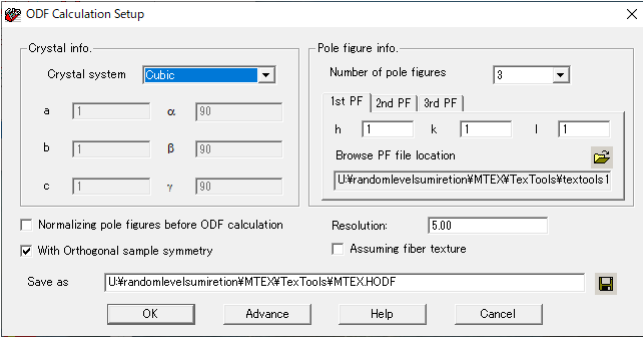 ODF Calculation Setup
Crystal info.
Crystal system Cubic
a 1 α 90
b 1 β 90
c 1 γ 90
Pole figure info.
Number of pole figures 3
1st PF 2nd PF 3rd PF
h 1 k 1 l 1
Browse PF file location
U:¥randomlevelsumiretion¥MTEX¥TexTools¥textools1
Normalizing pole figures before ODF calculation
With Orthogonal sample symmetry
Resolution: 5.00
Assuming fiber texture
Save as U:¥randomlevelsumiretion¥MTEX¥TexTools¥MTEX.HODF
OK Advance Help Cancel